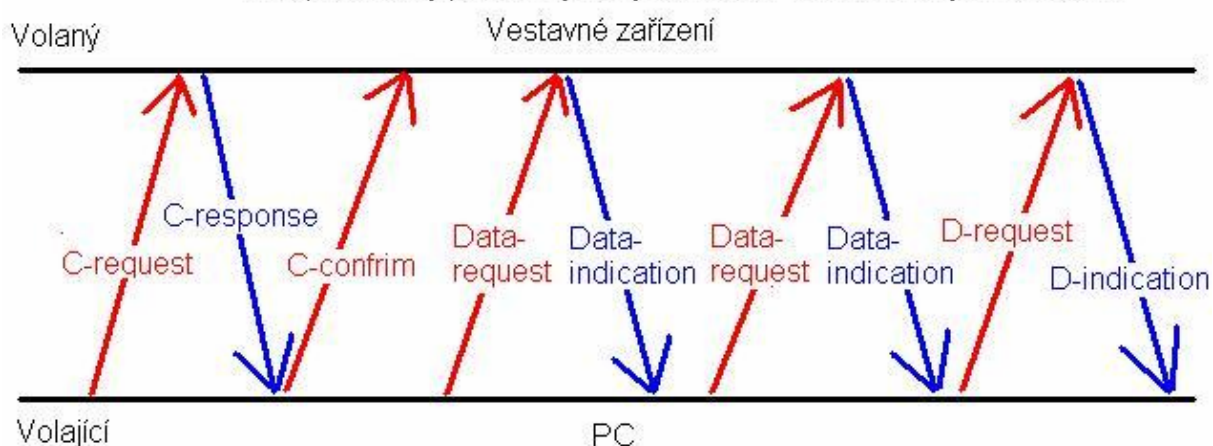 Volaný
Vestavné zařízení
C-response
C-request
C-confrim
Data-
request
Data-
indication
Data-
request
Data-
indication
D-request
D-indication
Volající
PC